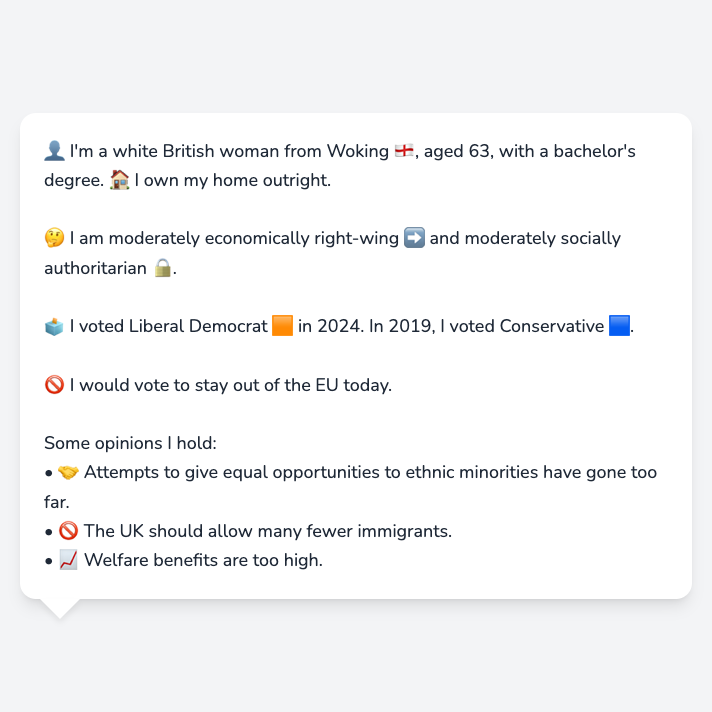 👤 I'm a white British woman from Woking 🏴󠁧󠁢󠁥󠁮󠁧󠁿, aged 63, with a bachelor's
degree. 🏠 I own my home outright.
🤔 I am moderately economically right-wing ➡️ and moderately socially
authoritarian 🔒.
🗳️ I voted Liberal Democrat 🟧 in 2024. In 2019, I voted Conservative 🟦.
🚫 I would vote to stay out of the EU today.
Some opinions I hold:
• 🤝 Attempts to give equal opportunities to ethnic minorities have gone too
far.
• 🚫 The UK should allow many fewer immigrants.
• 📈 Welfare benefits are too high.